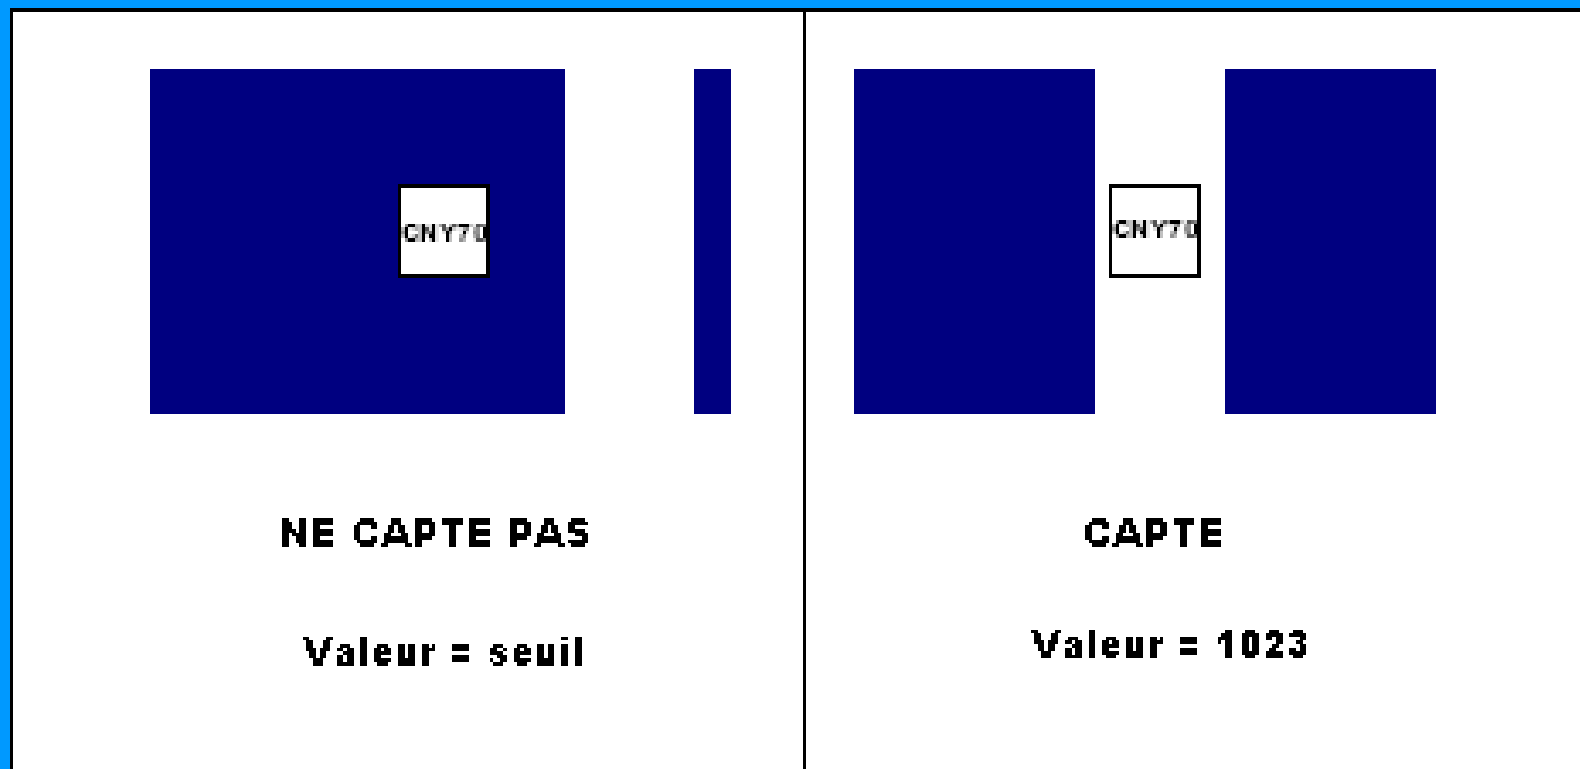 CNY70
NE CAPTE PAS
Valeur = seuil
CNY70
CAPTE
Valeur = 1023